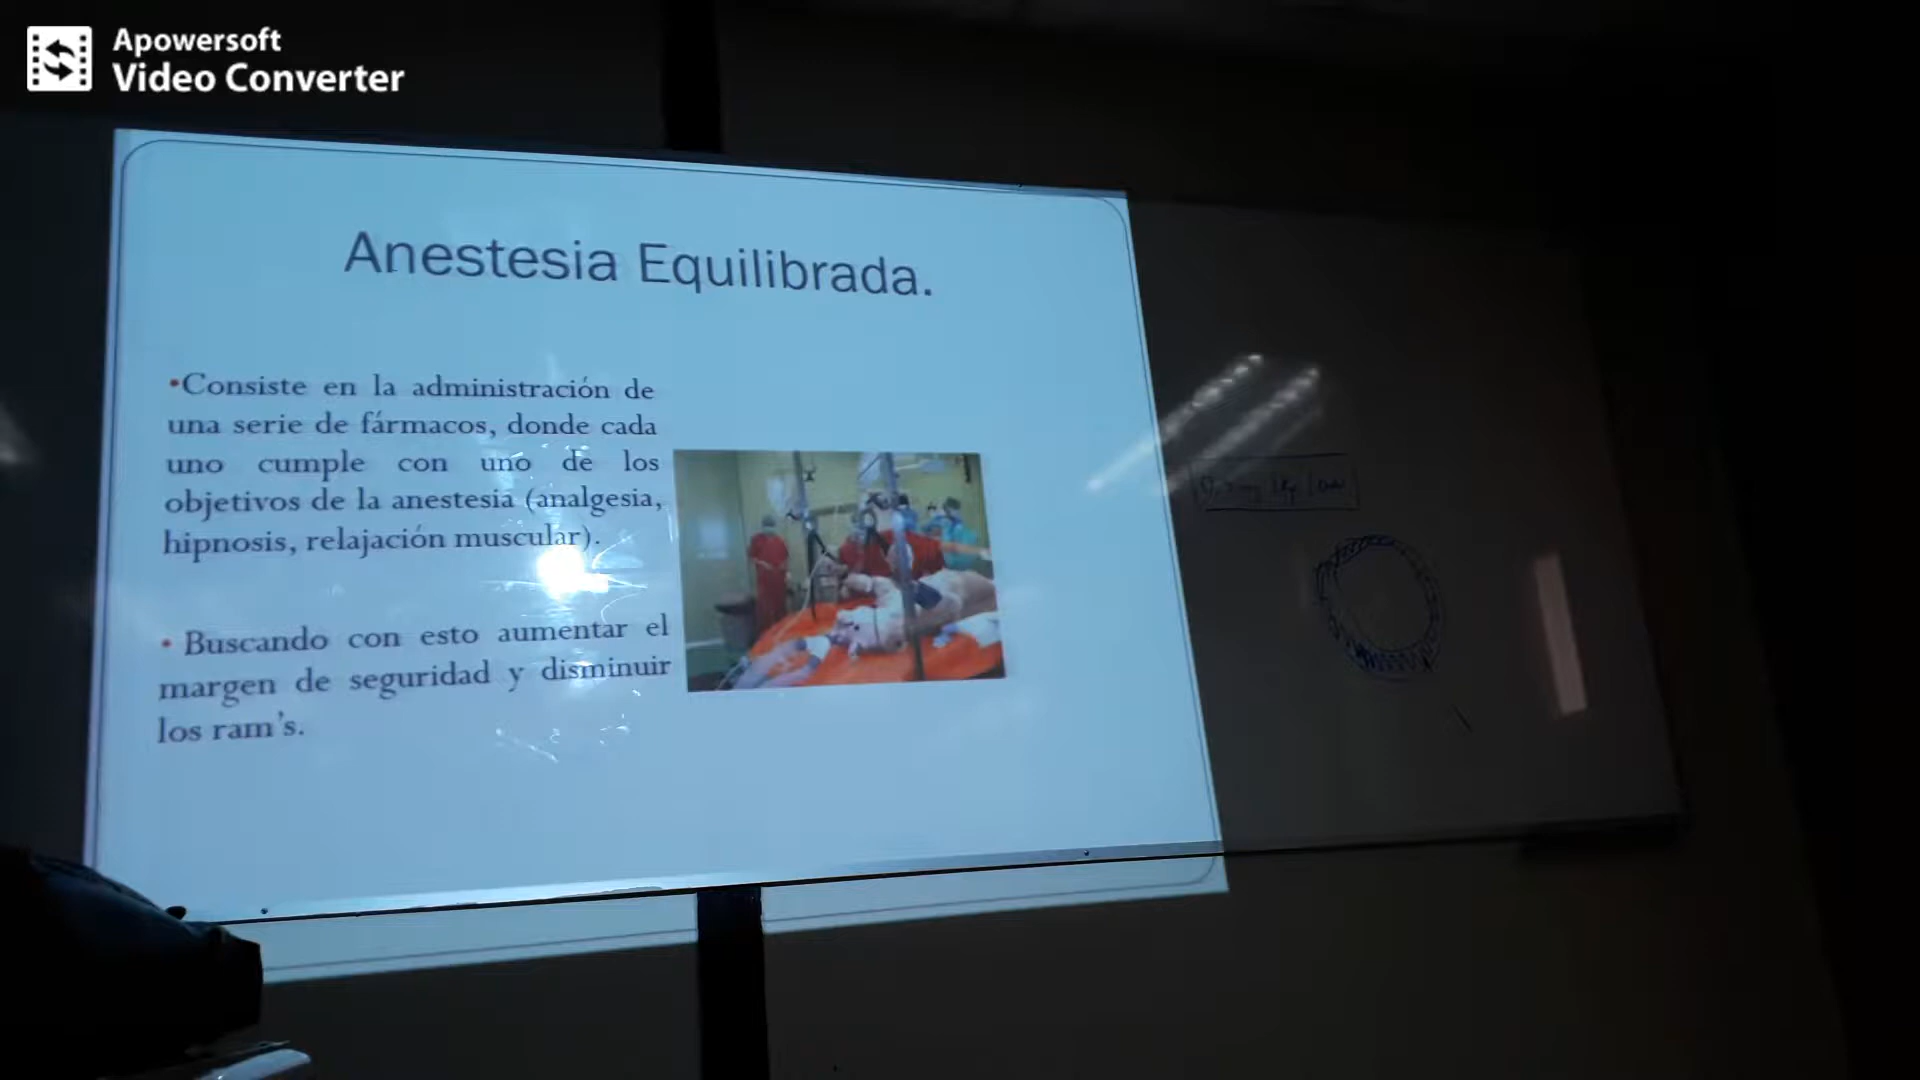 Apowersoft
Video Converter
Anestesia Equilibrada.
•Consiste en la administración de
una serie de fármacos, donde cada
uno cumple con uno de los
objetivos de la anestesia (analgesia,
hipnosis, relajación muscular).
• Buscando con esto aumentar el
margen de seguridad y disminuir
los ram's.